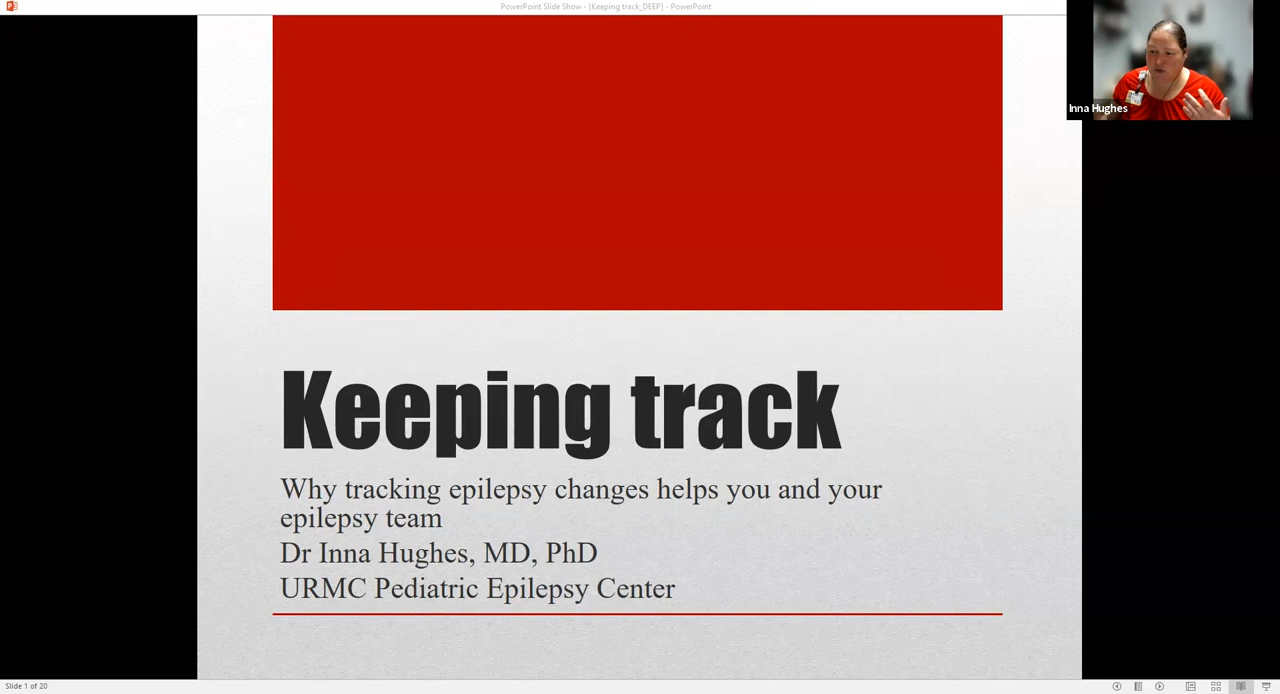 PowerPoint Slide Show - [Keeping track_DEEP] - PowerPoint
Inna Hughes
Keeping track
Why tracking epilepsy changes helps you and your
epilepsy team
Dr Inna Hughes, MD, PhD
URMC Pediatric Epilepsy Center
Slide 1 of 20